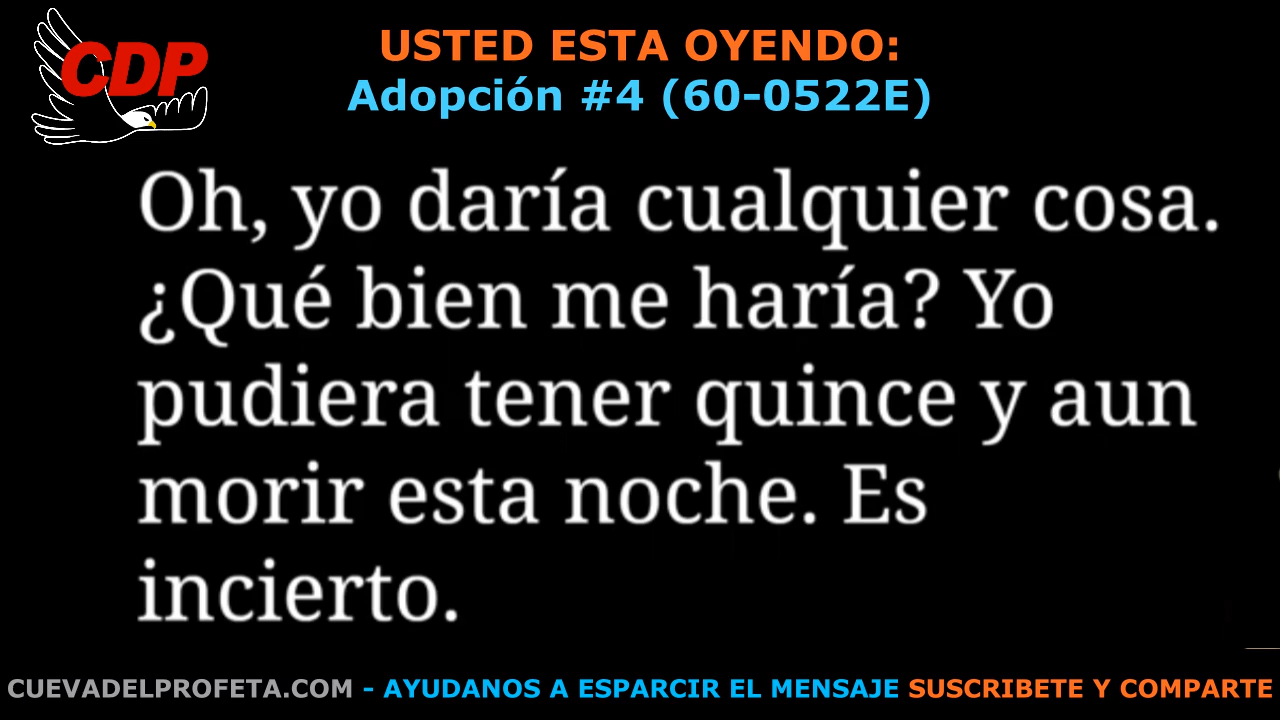 CDP
USTED ESTA OYENDO:
Adopción #4 (60-0522E)
Oh, yo daría cualquier cosa.
¿Qué bien me haría? Yo
pudiera tener quince y aun
morir esta noche. Es
incierto.
CUEVADELPROFETA.COM - AYUDANOS A ESPARCIR EL MENSAJE SUSCRIBETE Y COMPARTE